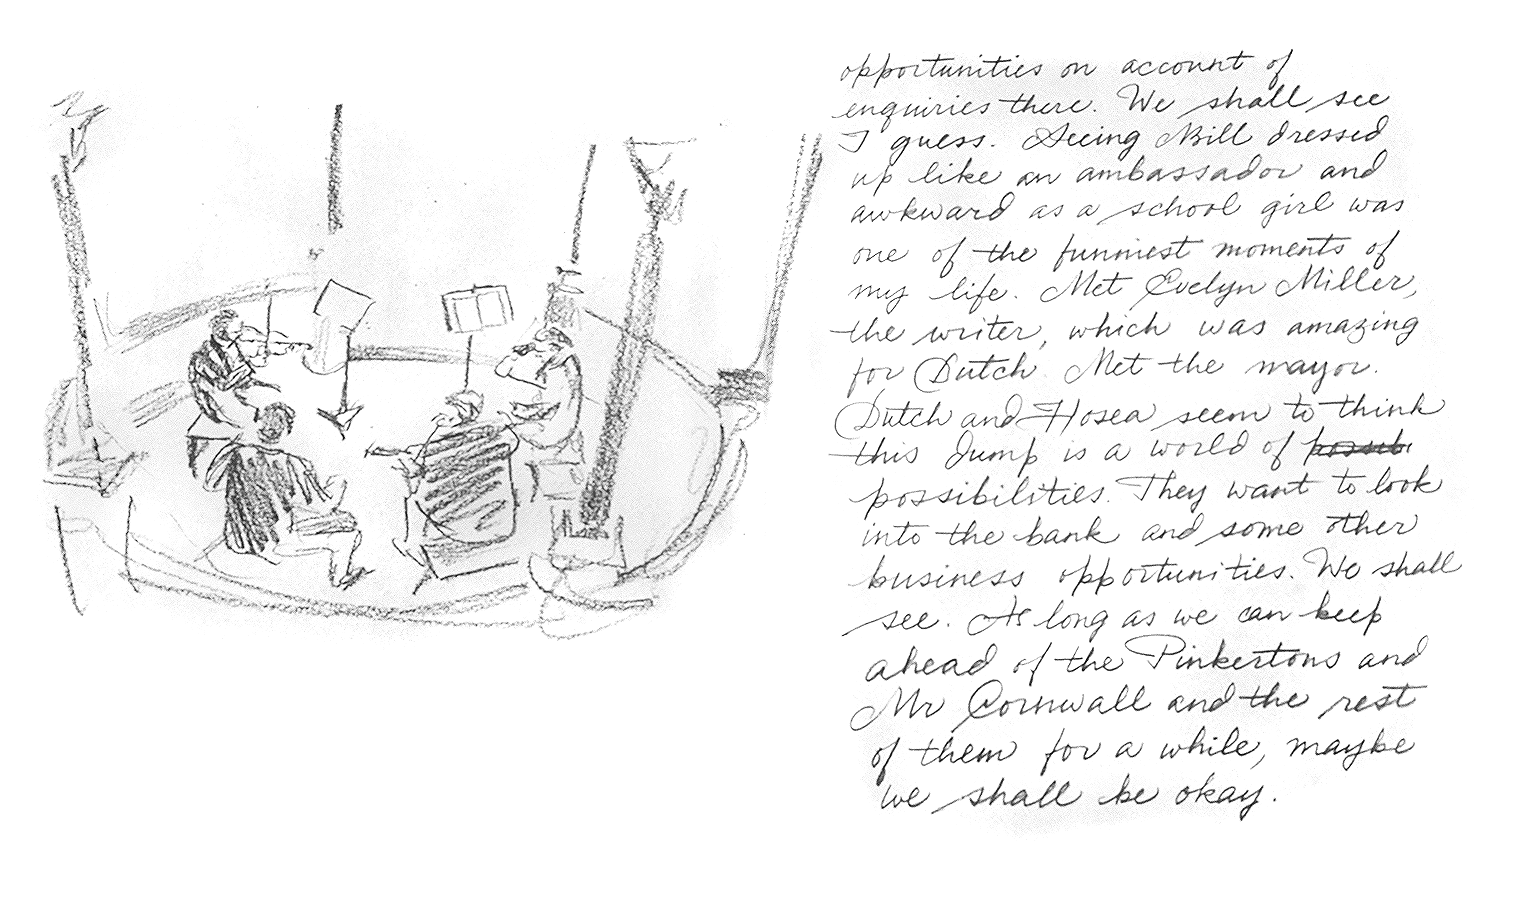 opportunities on account of
enquiries there. We shall see
I guess. Seeing Bill dressed
up like an ambassador and
awkward as a school girl was
one of the funniest moments of
my life. Met Evelyn Miller,
the writer, which was amazing
for Dutch. Met the mayor.
Dutch and Hosea seem to think
this Jump is a world of possib
possibilities. They want to look
into the bank and some other
business opportunities. We shall
see. As long as we can keep
ahead of the Pinkertons and
Mr Cornwall and the rest
of them for a while, maybe
we shall be okay.